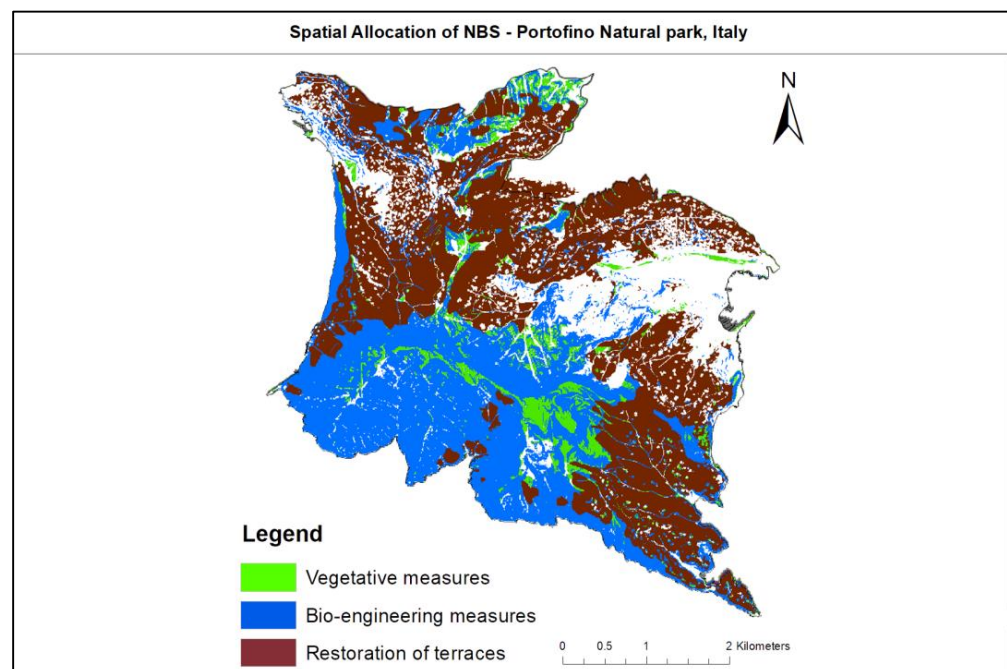 Spatial Allocation of NBS - Portofino Natural park, Italy
N
Legend
Vegetative measures
Bio-engineering measures
Restoration of terraces
0 0.5 1 2 Kilometers